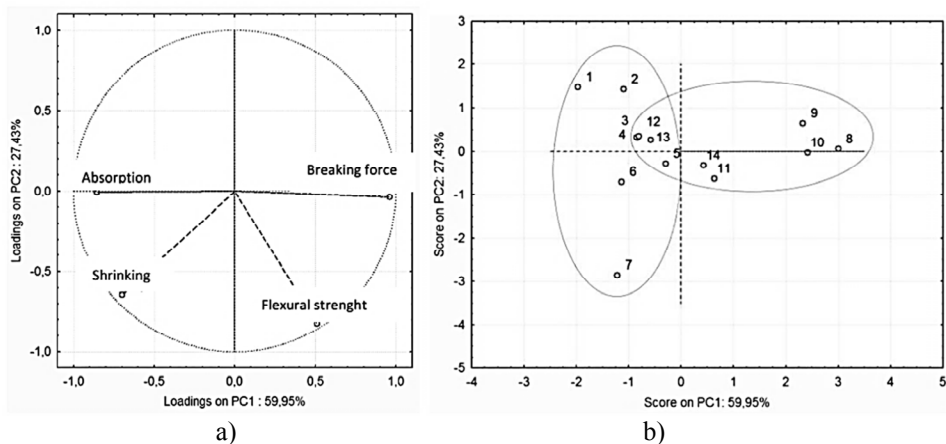 1,0
0,5
0,0
-0,5
-1,0
Loadings on PC2 : 27,43%
Absorption
Breaking force
Shrinking
Flexural strenght
-1,0 -0,5 0,0 0,5 1,0
Loadings on PC1 : 59,95%
a)
3
2
1
0
-1
-2
-3
-4
-5
Score on PC2: 27,43%
1 2
3 12 9
4 13 10 8
5 14
6 11
7
-4 -3 -2 -1 0 1 2 3 4 5
Score on PC1: 59,95%
b)